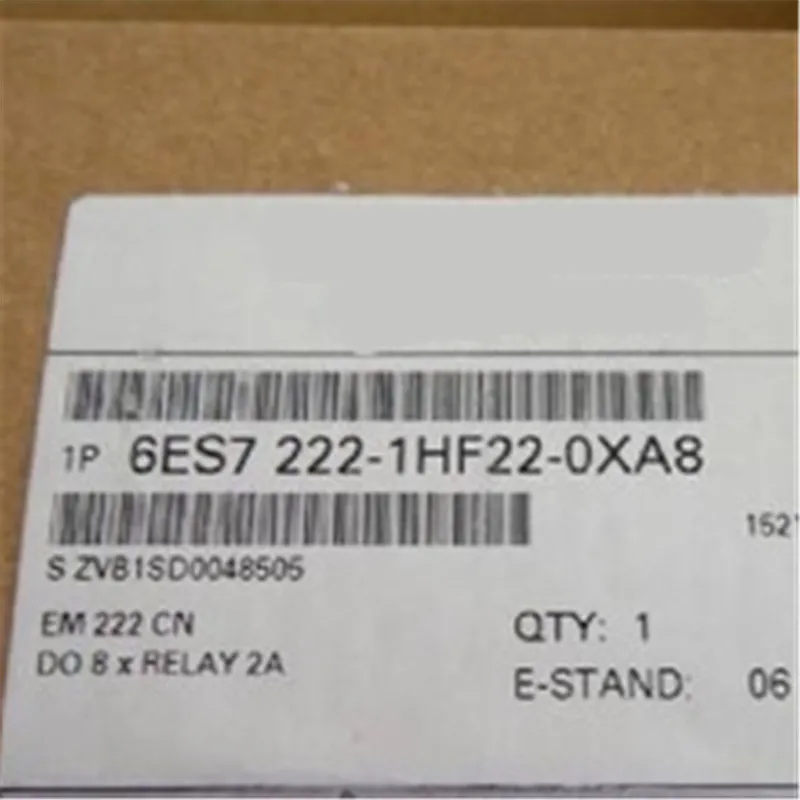 1P 6ES7 222-1HF22-0XA8
1521
S ZVB1SD0048505
EM 222 CN
DO 8 x RELAY 2A
QTY: 1
E-STAND: 06